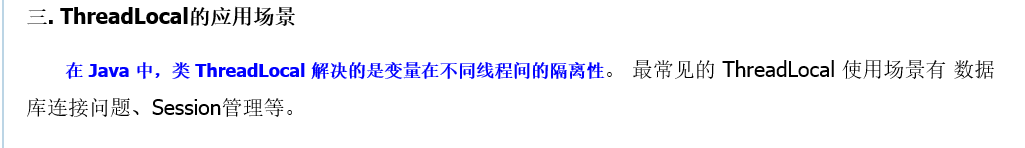 三. ThreadLocal的应用场景
在 Java 中，类 ThreadLocal 解决的是变量在不同线程间的隔离性。 最常见的 ThreadLocal 使用场景有 数据
库连接问题、Session管理等。